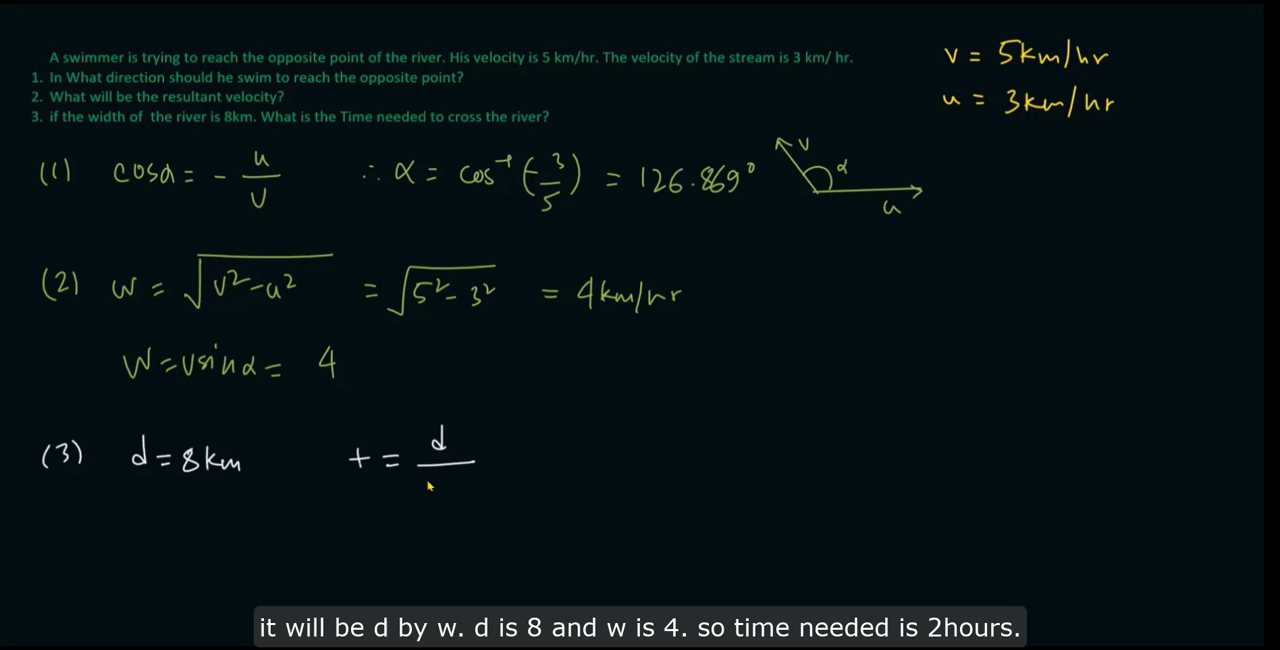 A swimmer is trying to reach the opposite point of the river. His velocity is 5 km/hr. The velocity of the stream is 3 km/ hr.
1. In What direction should he swim to reach the opposite point?
2. What will be the resultant velocity?
3. if the width of the river is 8km. What is the Time needed to cross the river?
v = 5km/hr
u = 3km/hr
(1) cosα = - u/v ∴ α = cos⁻¹(-3/5) = 126.869°
v α
u
(2) w = √(v²-u²) = √(5²-3²) = 4km/hr
W = vsinα = 4
(3) d = 8km t = d
it will be d by w. d is 8 and w is 4. so time needed is 2hours.